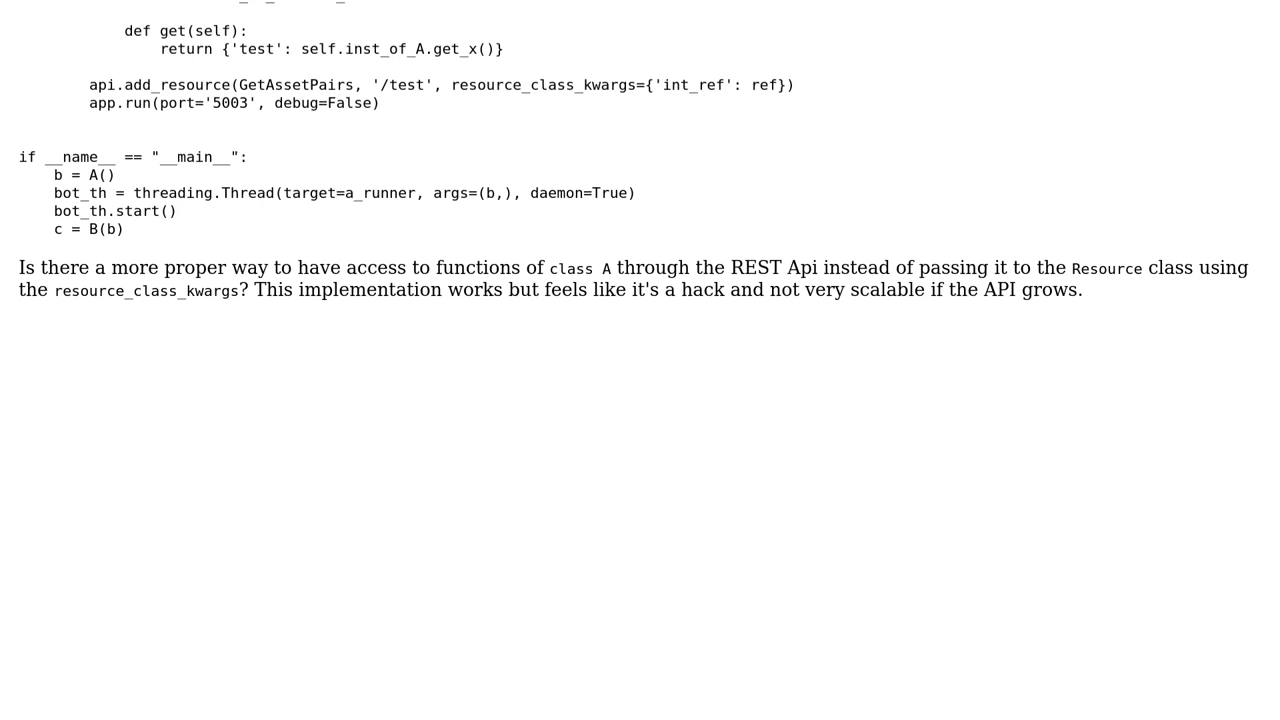 def get(self):
return {'test': self.inst_of_A.get_x()}
api.add_resource(GetAssetPairs, '/test', resource_class_kwargs={'int_ref': ref})
app.run(port='5003', debug=False)
if __name__ == "__main__":
b = A()
bot_th = threading.Thread(target=a_runner, args=(b,), daemon=True)
bot_th.start()
c = B(b)
Is there a more proper way to have access to functions of class A through the REST Api instead of passing it to the Resource class using
the resource_class_kwargs? This implementation works but feels like it's a hack and not very scalable if the API grows.